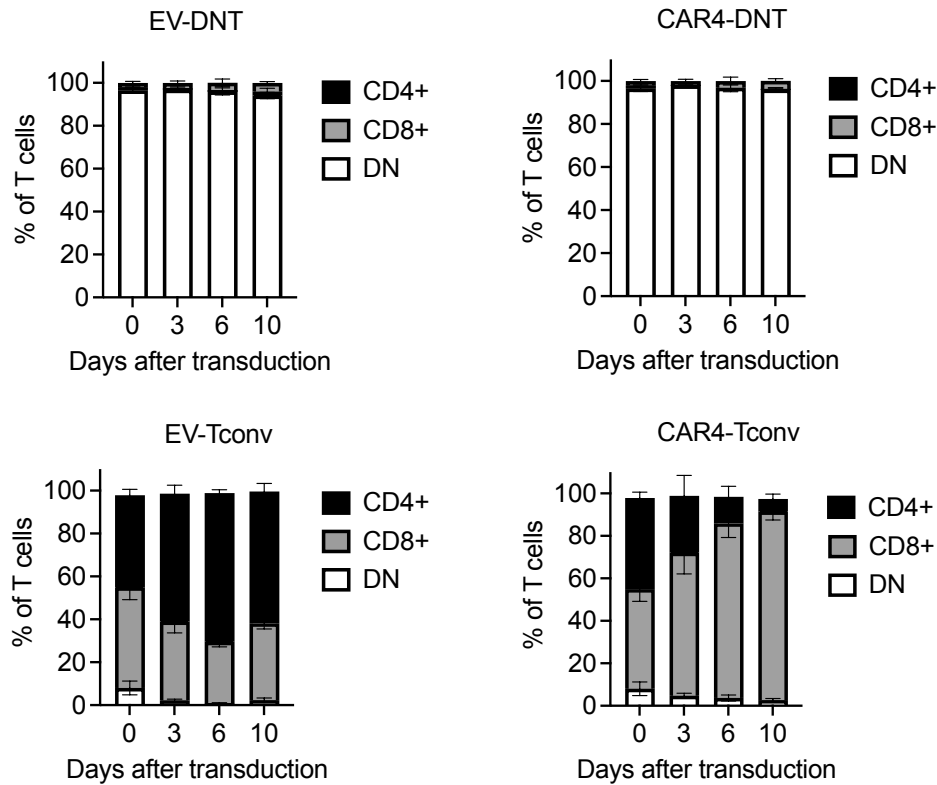 EV-DNT
% of T cells
100
80
60
40
20
0
0 3 6 10
Days after transduction
CD4+
CD8+
DN
CAR4-DNT
% of T cells
100
80
60
40
20
0
0 3 6 10
Days after transduction
CD4+
CD8+
DN
EV-Tconv
% of T cells
100
80
60
40
20
0
0 3 6 10
Days after transduction
CD4+
CD8+
DN
CAR4-Tconv
% of T cells
100
80
60
40
20
0
0 3 6 10
Days after transduction
CD4+
CD8+
DN